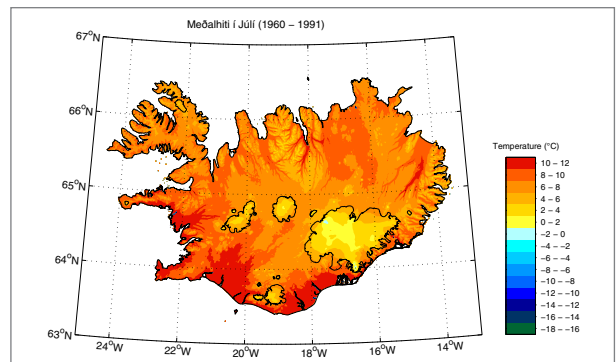 Meðalhiti í Júlí (1960 – 1991)
67°N
66°N
65°N
64°N
63°N
24°W
22°W
20°W
18°W
16°W
14°W
Temperature (°C)
10 – 12
8 – 10
6 – 8
4 – 6
2 – 4
0 – 2
−2 – 0
−4 – −2
−6 – −4
−8 – −6
−10 – −8
−12 – −10
−14 – −12
−16 – −14
−18 – −16